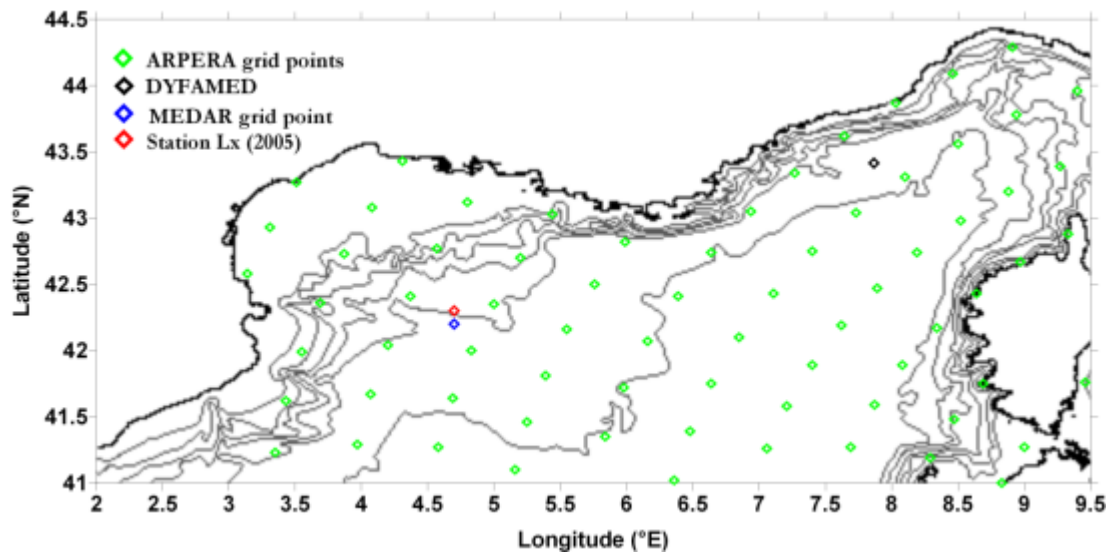 44.5
44
43.5
43
42.5
42
41.5
41
Latitude (°N)
ARPERA grid points
DYFAMED
MEDAR grid point
Station Lx (2005)
2 2.5 3 3.5 4 4.5 5 5.5 6 6.5 7 7.5 8 8.5 9 9.5
Longitude (°E)